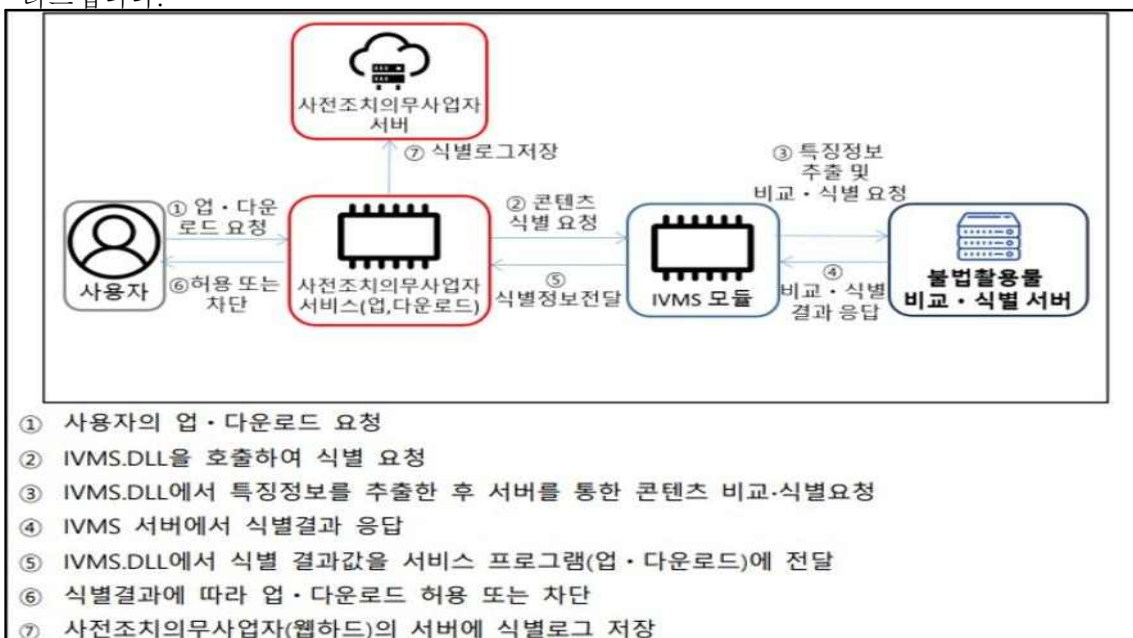 사전조치의무사업자
서버
⑦ 식별로그저장
③ 특징정보
추출 및
비교・식별 요청
① 업・다운
로드 요청
② 콘텐츠
식별 요청
사용자
⑥허용 또는
차단
사전조치의무사업자
서비스(업,다운로드)
⑤
식별정보전달
IVMS 모듈
④
비교・식별
결과 응답
불법활용물
비교・식별 서버
① 사용자의 업・다운로드 요청
② IVMS.DLL을 호출하여 식별 요청
③ IVMS.DLL에서 특징정보를 추출한 후 서버를 통한 콘텐츠 비교·식별요청
④ IVMS 서버에서 식별결과 응답
⑤ IVMS.DLL에서 식별 결과값을 서비스 프로그램(업・다운로드)에 전달
⑥ 식별결과에 따라 업・다운로드 허용 또는 차단
⑦ 사전조치의무사업자(웹하드)의 서버에 식별로그 저장